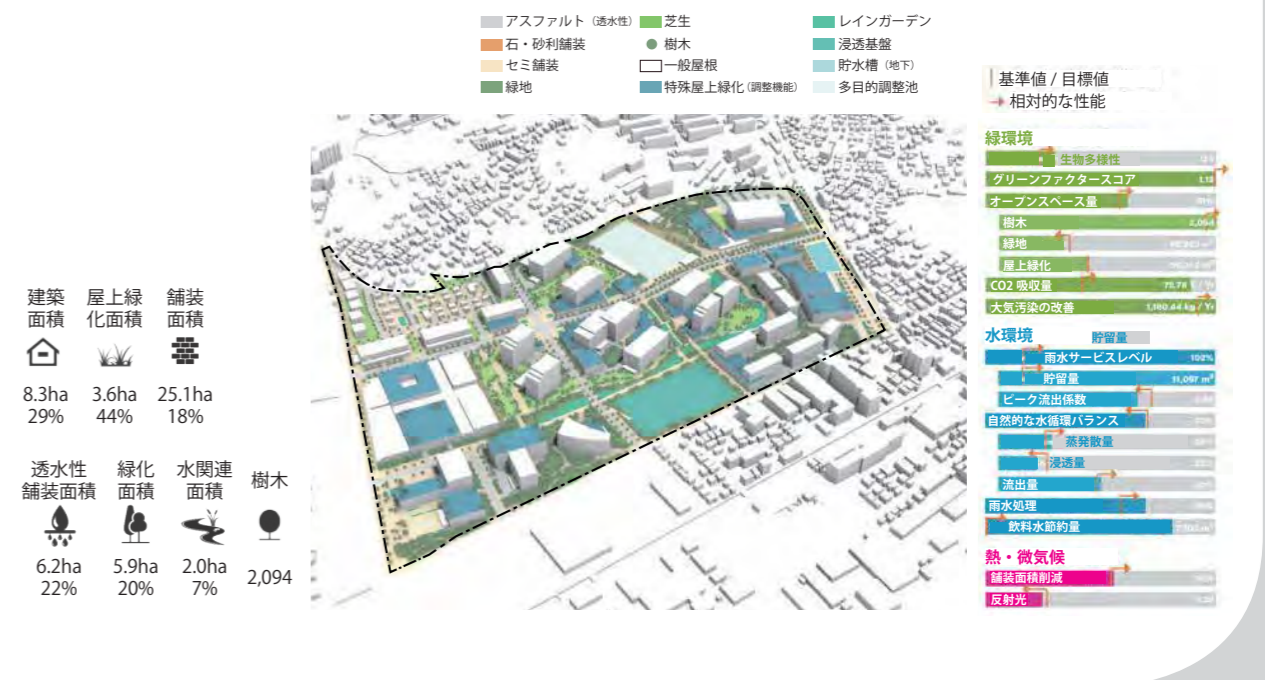 アスファルト（透水性）
石・砂利舗装
セミ舗装
緑地
芝生
樹木
一般屋根
特殊屋上緑化（調整機能）
レインガーデン
浸透基盤
貯水槽（地下）
多目的調整池
建築
面積
8.3ha
29%
屋上緑
化面積
3.6ha
44%
舗装
面積
25.1ha
18%
透水性
舗装面積
6.2ha
22%
緑化
面積
5.9ha
20%
水関連
面積
2.0ha
7%
樹木
2,094
基準値 / 目標値
相対的な性能
緑環境
生物多様性
グリーンファクタースコア
オープンスペース量
樹木 2,094
緑地
屋上緑化
CO2 吸収量
大気汚染の改善 1,180.44 kg / Yr
水環境
貯留量
雨水サービスレベル 100%
貯留量 11,097 m³
ピーク流出係数
自然的な水循環バランス
蒸発散量
浸透量
流出量
雨水処理
飲料水節約量
熱・微気候
舗装面積削減
反射光